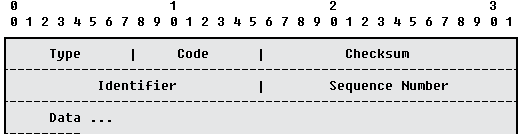 0 1 2 3
0 1 2 3 4 5 6 7 8 9 0 1 2 3 4 5 6 7 8 9 0 1 2 3 4 5 6 7 8 9 0 1
Type | Code | Checksum
Identifier | Sequence Number
Data ...